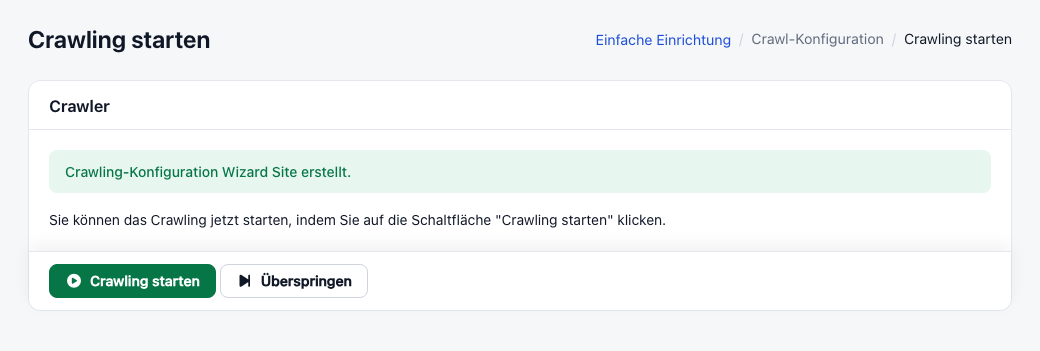 Crawling starten
Einfache Einrichtung / Crawl-Konfiguration / Crawling starten
Crawler
Crawling-Konfiguration Wizard Site erstellt.
Sie können das Crawling jetzt starten, indem Sie auf die Schaltfläche "Crawling starten" klicken.
Crawling starten
Überspringen